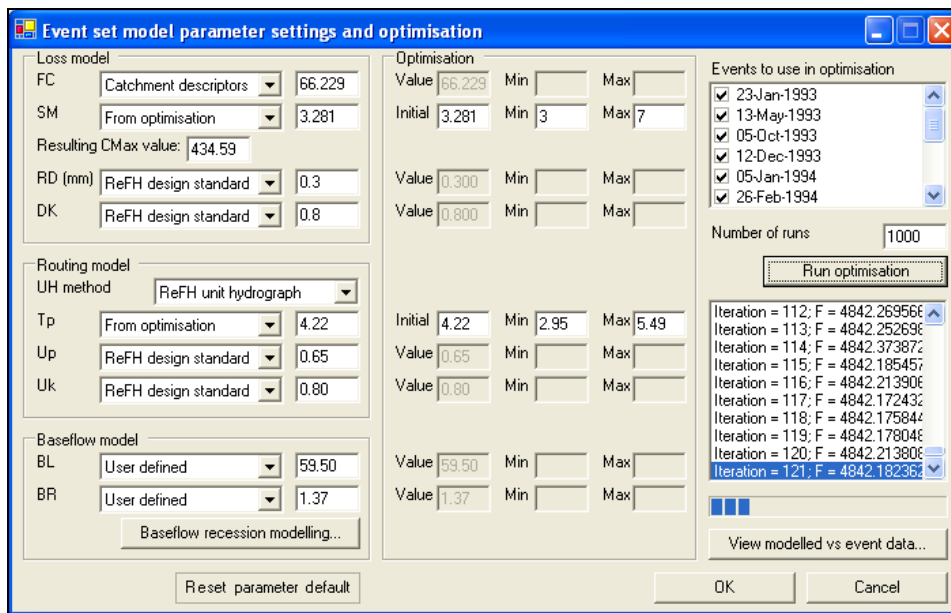 Event set model parameter settings and optimisation
Loss model
FC Catchment descriptors 66.229
SM From optimisation 3.281
Resulting CMax value: 434.59
RD (mm) ReFH design standard 0.3
DK ReFH design standard 0.8
Routing model
UH method ReFH unit hydrograph
Tp From optimisation 4.22
Up ReFH design standard 0.65
Uk ReFH design standard 0.80
Baseflow model
BL User defined 59.50
BR User defined 1.37
Baseflow recession modelling...
Reset parameter default
Optimisation
Value 66.229 Min Max
Initial 3.281 Min 3 Max 7
Value 0.300 Min Max
Value 0.800 Min Max
Initial 4.22 Min 2.95 Max 5.49
Value 0.65 Min Max
Value 0.80 Min Max
Value 59.50 Min Max
Value 1.37 Min Max
Events to use in optimisation
23-Jan-1993
13-May-1993
05-Oct-1993
12-Dec-1993
05-Jan-1994
26-Feb-1994
Number of runs 1000
Run optimisation
Iteration = 112; F = 4842.269566
Iteration = 113; F = 4842.252698
Iteration = 114; F = 4842.373872
Iteration = 115; F = 4842.185457
Iteration = 116; F = 4842.213906
Iteration = 117; F = 4842.172432
Iteration = 118; F = 4842.175844
Iteration = 119; F = 4842.178048
Iteration = 120; F = 4842.213808
Iteration = 121; F = 4842.182362
View modelled vs event data...
OK
Cancel